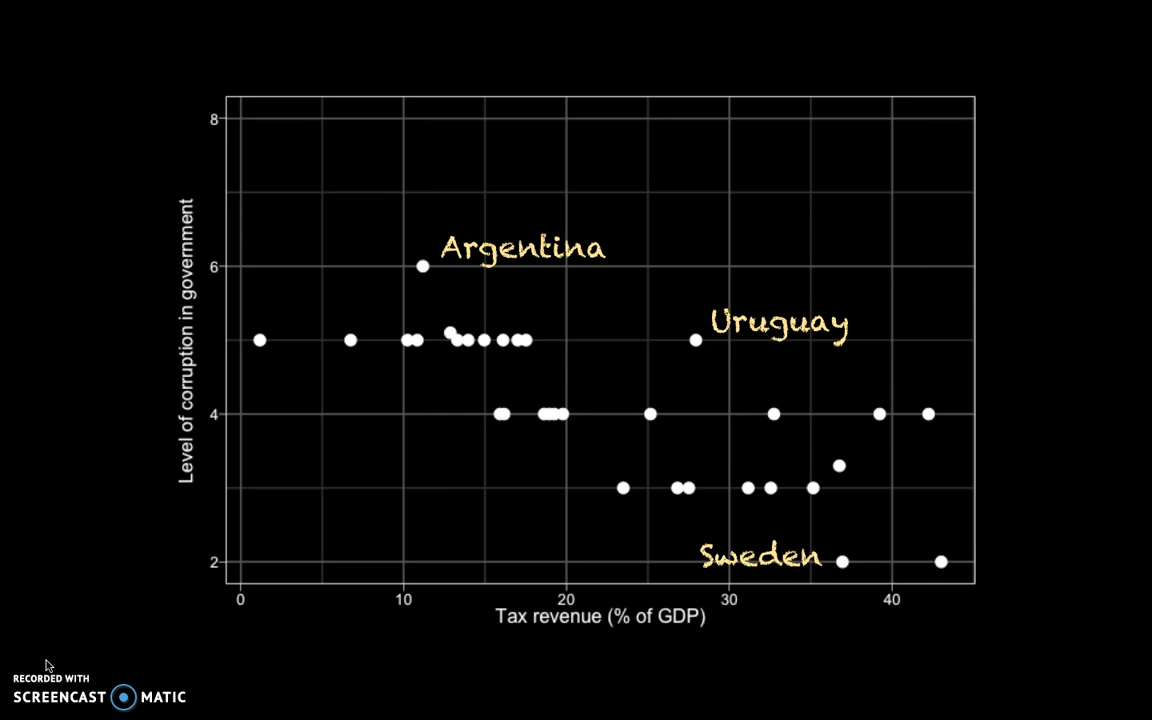 8
Level of corruption in government
Argentina
6
Uruguay
4
Sweden
2
0 10 20 30 40
Tax revenue (% of GDP)
RECORDED WITH
SCREENCAST MATIC